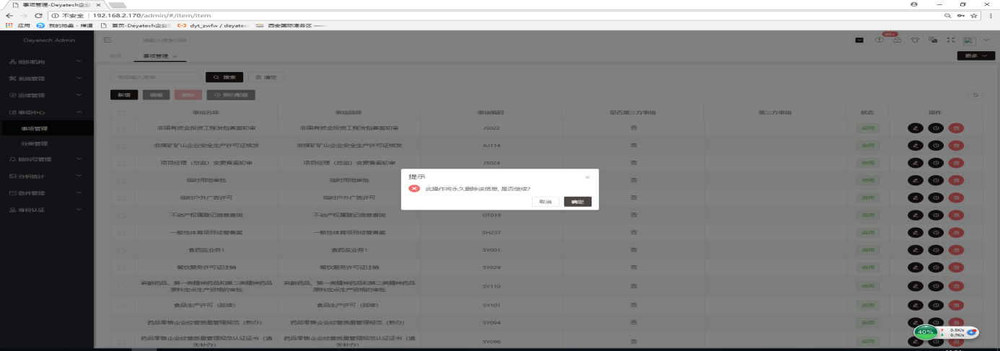 事项管理-Deyatech企业
不安全 | 192.168.2.170/admin/#/item/item
应用 我的地盘 - 禅道 首页-Deyatech企业 dyt_zwfw / deyatec 西安国际港务区 ——
Deyatech Admin 请输入搜索内容 99+
首页 事项管理 × 更多
组织机构
系统管理
运维管理
事项中心
事项管理
分类管理
抽叫号管理
分析统计
信件管理
身份认证
根据输入查询 搜索 清空
新增 编辑 删除 预约配置
事项名称 事项简称 事项编码 是否第三方事项 第三方事项 状态 操作
非国有资金投资工程发包备案初审 非国有资金投资工程发包备案初审 JS022 否 启用
非煤矿矿山企业安全生产许可证核发 非煤矿矿山企业安全生产许可证核发 AJ114 否 启用
项目经理（总监）变更备案初审 项目经理（总监）变更备案初审 JS024 否 启用
临时用地审批 临时用地审批 否 启用
临时户外广告许可 临时户外广告许可 否 启用
不动产权属登记信息查询 不动产权属登记信息查询 GT019 否 启用
一般性体育项目经营备案 一般性体育项目经营备案 SH237 否 启用
食药监业务1 食药监业务1 SY001 否 启用
餐饮服务许可证注销 餐饮服务许可证注销 SY029 否 启用
麻醉药品、第一类精神药品和第二类精神药品 麻醉药品、第一类精神药品和第二类精神药品
原料定点生产资格的审批 原料定点生产资格的审批 SY110 否 启用
食品生产许可（延续） 食品生产许可（延续） SY101 否 启用
药品零售企业经营质量管理规范（新办） 药品零售企业经营质量管理规范（新办） SY094 否 启用
药品零售企业经营质量管理规范认证证书（遗 药品零售企业经营质量管理规范认证证书（遗
失补办） 失补办） SY096 否 启用
提示
此操作将永久删除该信息, 是否继续?
取消 确定
40% 0.5K/s
0.7K/s